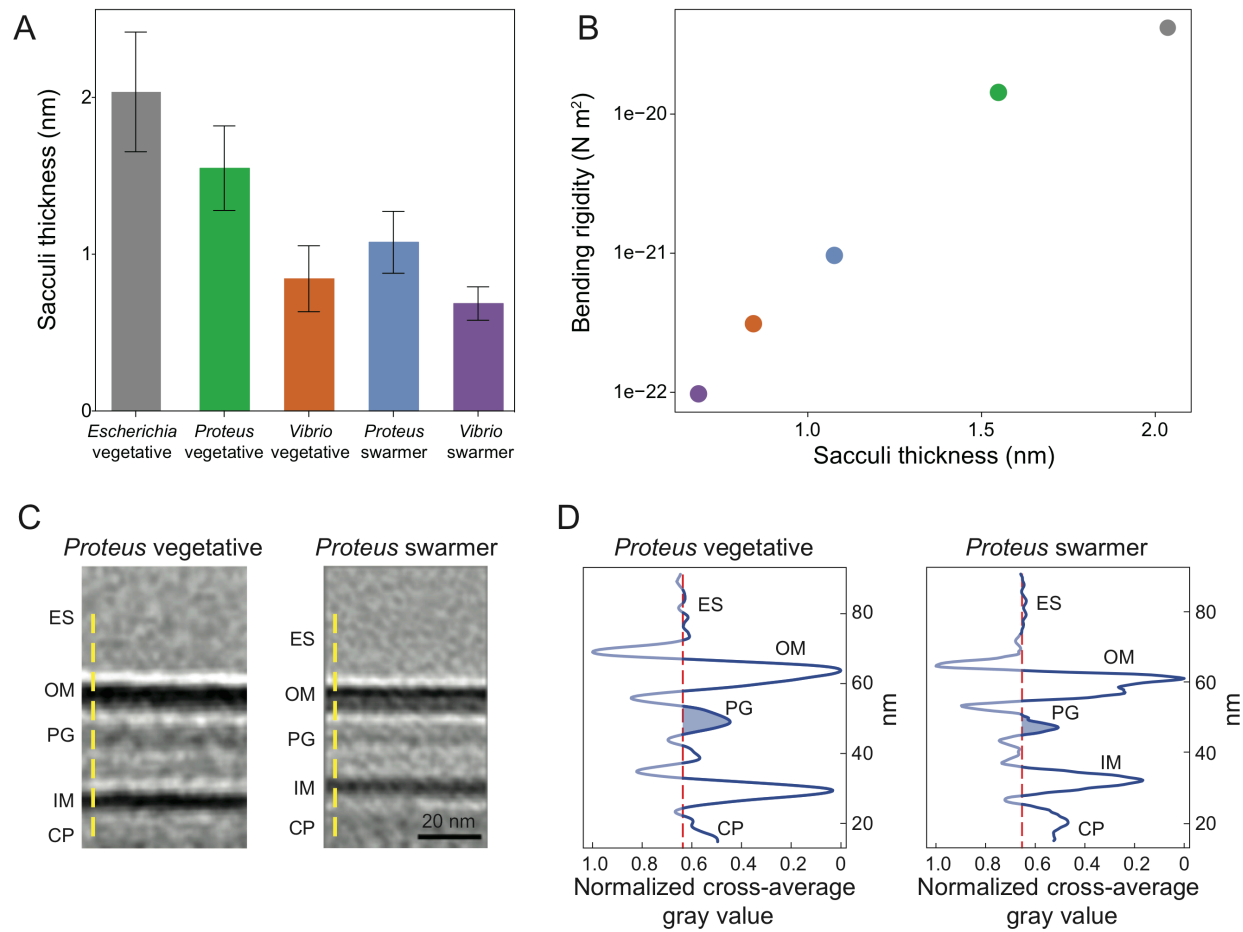 A
Sacculi thickness (nm)
2
1
0
Escherichia
vegetative
Proteus
vegetative
Vibrio
vegetative
Proteus
swarmer
Vibrio
swarmer
B
Bending rigidity (N m²)
1e−20
1e−21
1e−22
1.0
1.5
2.0
Sacculi thickness (nm)
C
Proteus vegetative
ES
OM
PG
IM
CP
Proteus swarmer
ES
OM
PG
IM
CP
20 nm
D
Proteus vegetative
ES
OM
PG
CP
80
60
40
20
nm
1.0 0.8 0.6 0.4 0.2 0
Normalized cross-average
gray value
Proteus swarmer
ES
OM
PG
IM
CP
80
60
40
20
nm
1.0 0.8 0.6 0.4 0.2 0
Normalized cross-average
gray value